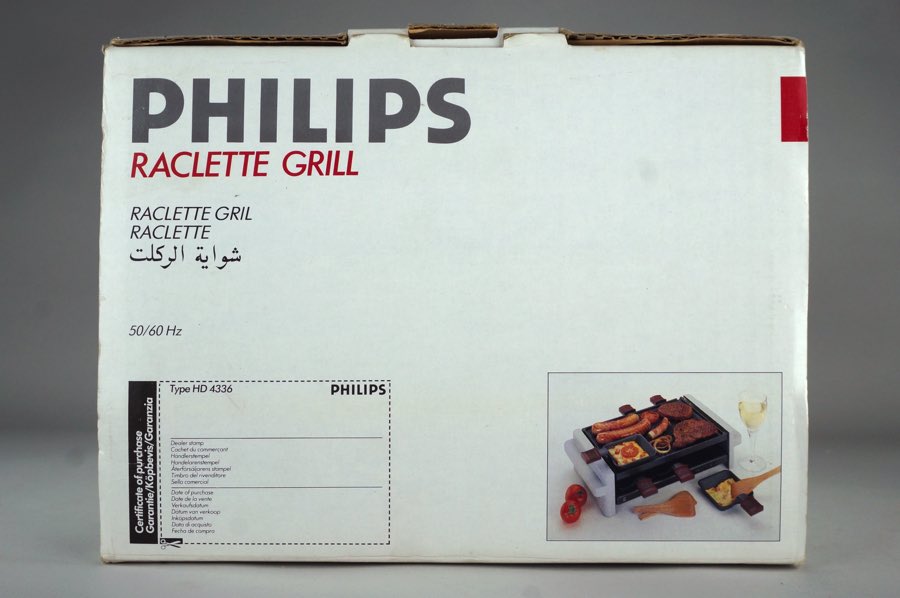 PHILIPS
RACLETTE GRILL
RACLETTE GRIL
RACLETTE
شواية الركلت
50/60 Hz
Certificate of purchase
Garantie/Köpbevis/Garanzia
Type HD 4336
PHILIPS
Dealer stamp
Cachet du commerçant
Händlerstempel
Handelarenstempel
Återförsäljarens stämpel
Timbro del rivenditore
Sello comercial
Date of purchase
Date de la vente
Verkaufsdatum
Datum van verkoop
Inköpsdatum
Data di acquisto
Fecha de compra